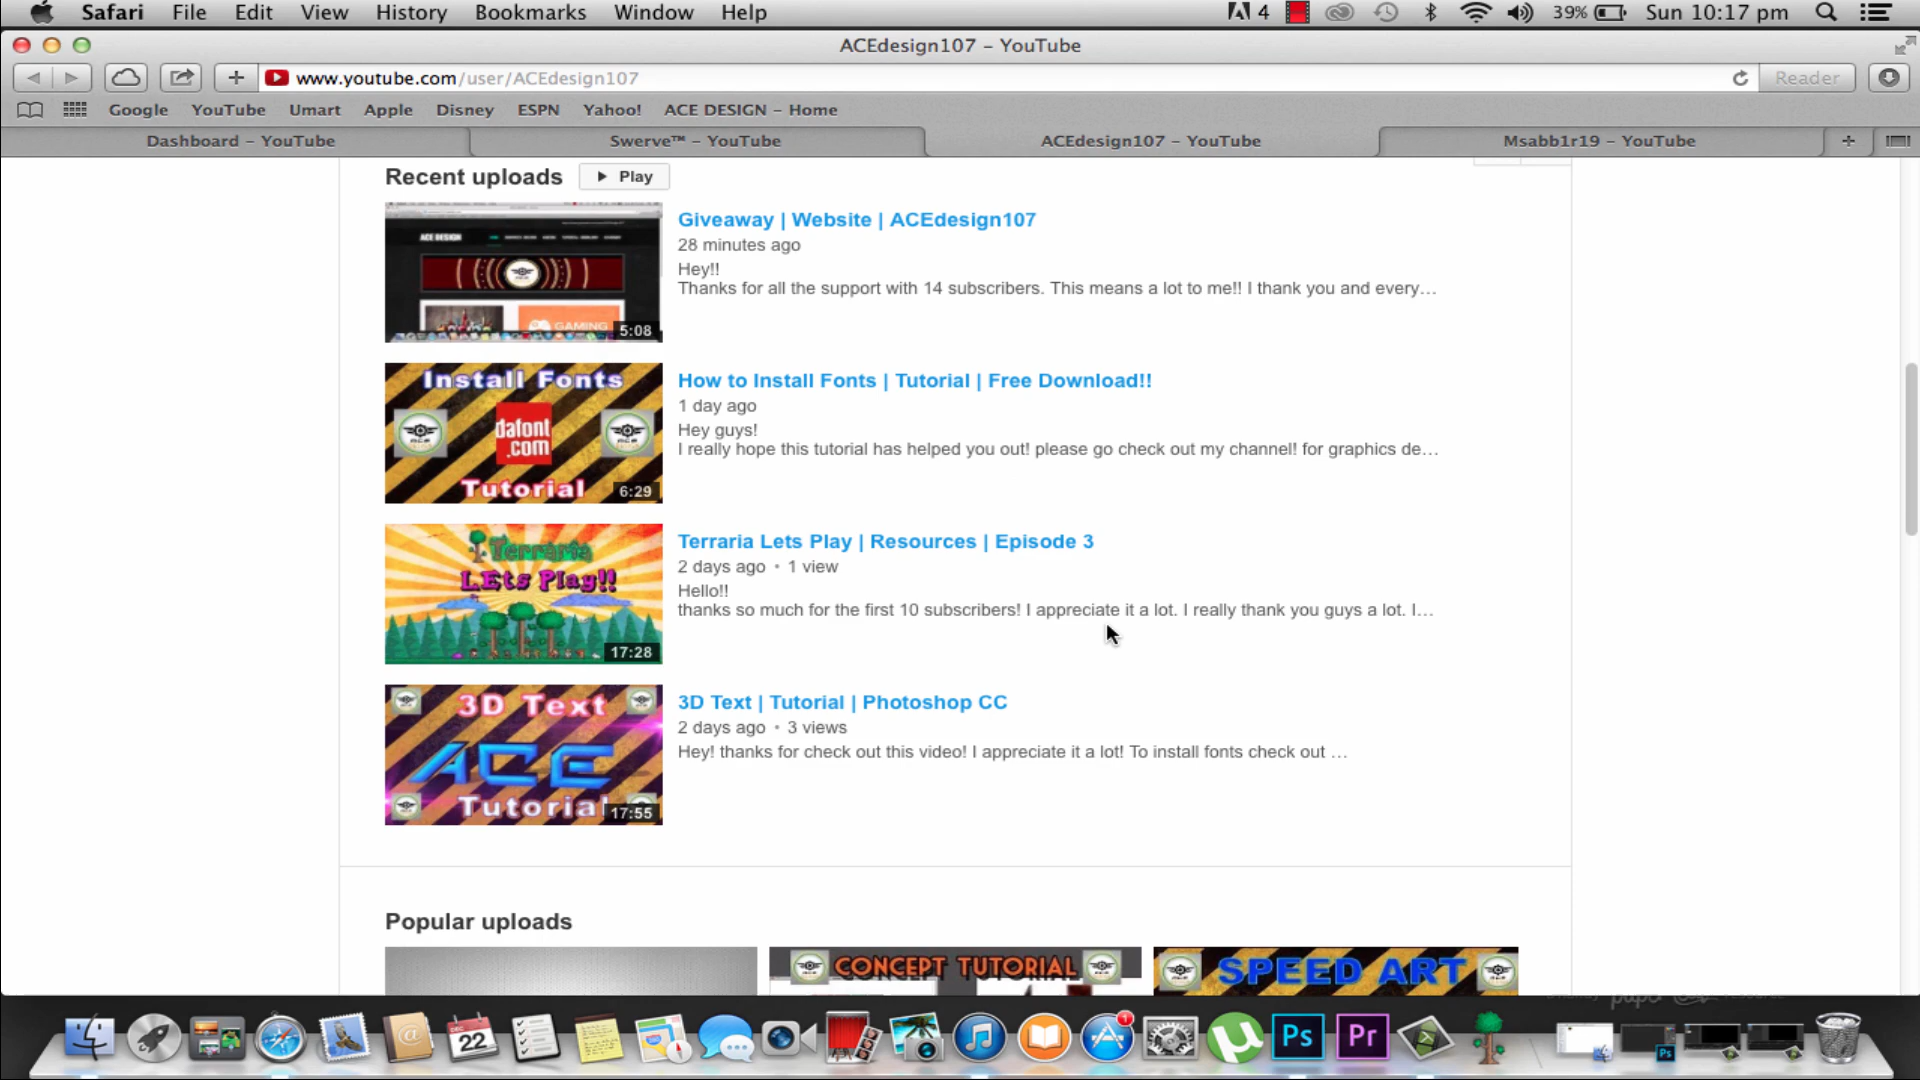 Safari File Edit View History Bookmarks Window Help 4 39% Sun 10:17 pm
ACEdesign107 – YouTube
www.youtube.com/user/ACEdesign107 Reader
Google YouTube Umart Apple Disney ESPN Yahoo! ACE DESIGN – Home
Dashboard – YouTube Swerve™ – YouTube ACEdesign107 – YouTube Msabb1r19 – YouTube
Recent uploads Play
ACE DESIGN
GAMING
5:08
Giveaway | Website | ACEdesign107
28 minutes ago
Hey!!
Thanks for all the support with 14 subscribers. This means a lot to me!! I thank you and every…
Install Fonts
dafont
.com
Tutorial
6:29
How to Install Fonts | Tutorial | Free Download!!
1 day ago
Hey guys!
I really hope this tutorial has helped you out! please go check out my channel! for graphics de…
Terraria
LEts Play!!
17:28
Terraria Lets Play | Resources | Episode 3
2 days ago • 1 view
Hello!!
thanks so much for the first 10 subscribers! I appreciate it a lot. I really thank you guys a lot. I…
3D Text
ACE
Tutorial
17:55
3D Text | Tutorial | Photoshop CC
2 days ago • 3 views
Hey! thanks for check out this video! I appreciate it a lot! To install fonts check out …
Popular uploads
CONCEPT TUTORIAL
SPEED ART
DEC
22
1
Ps
Pr
Ps